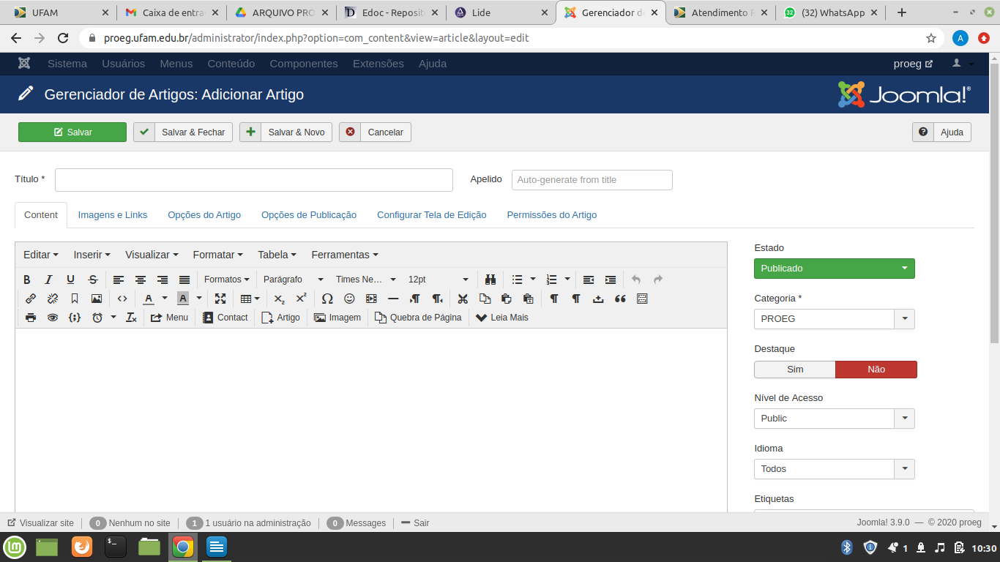 UFAM
Caixa de entra
ARQUIVO PRO
Edoc - Reposit
Lide
Gerenciador d
Atendimento
(32) WhatsApp
proeg.ufam.edu.br/administrator/index.php?option=com_content&view=article&layout=edit
A
Sistema Usuários Menus Conteúdo Componentes Extensões Ajuda proeg
Gerenciador de Artigos: Adicionar Artigo
Joomla!®
Salvar Salvar & Fechar Salvar & Novo Cancelar Ajuda
Título * Apelido Auto-generate from title
Content Imagens e Links Opções do Artigo Opções de Publicação Configurar Tela de Edição Permissões do Artigo
Editar Inserir Visualizar Formatar Tabela Ferramentas
B I U S Formatos Parágrafo Times Ne... 12pt
A A
Menu Contact Artigo Imagem Quebra de Página Leia Mais
Estado
Publicado
Categoria *
PROEG
Destaque
Sim Não
Nível de Acesso
Public
Idioma
Todos
Etiquetas
Visualizar site 0 Nenhum no site 1 1 usuário na administração 0 Messages Sair Joomla! 3.9.0 — © 2020 proeg
1 10:30